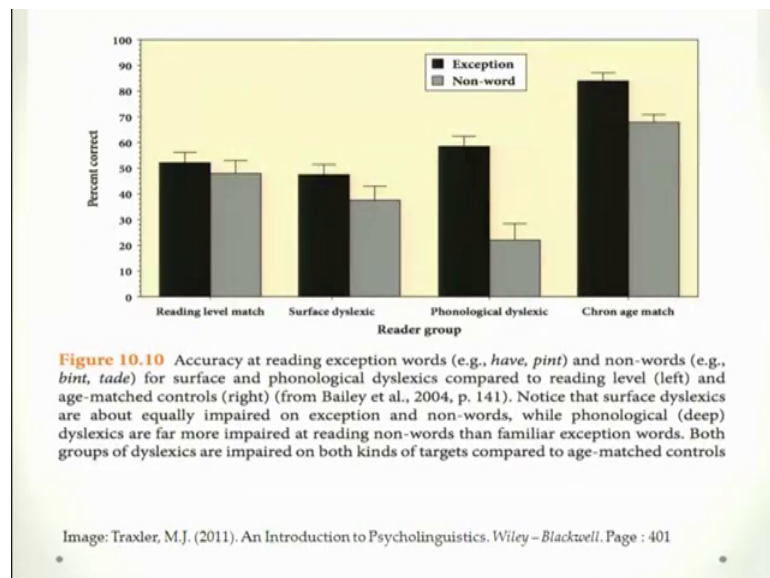 100
90
80
70
60
50
40
30
20
10
0
Percent correct
Exception
Non-word
Reading level match
Surface dyslexic
Phonological dyslexic
Chron age match
Reader group
Figure 10.10 Accuracy at reading exception words (e.g., have, pint) and non-words (e.g.,
bint, tade) for surface and phonological dyslexics compared to reading level (left) and
age-matched controls (right) (from Bailey et al., 2004, p. 141). Notice that surface dyslexics
are about equally impaired on exception and non-words, while phonological (deep)
dyslexics are far more impaired at reading non-words than familiar exception words. Both
groups of dyslexics are impaired on both kinds of targets compared to age-matched controls
Image: Traxler, M.J. (2011). An Introduction to Psycholinguistics. Wiley – Blackwell. Page : 401